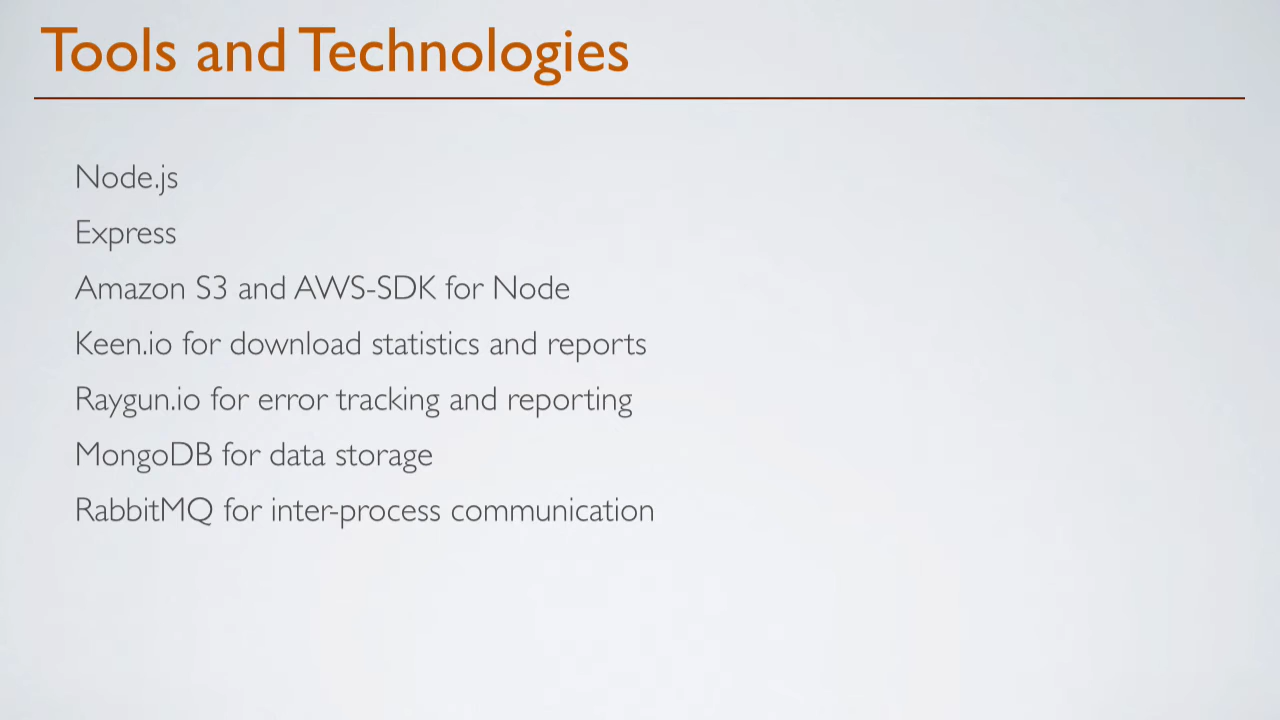 Tools and Technologies
Node.js
Express
Amazon S3 and AWS-SDK for Node
Keen.io for download statistics and reports
Raygun.io for error tracking and reporting
MongoDB for data storage
RabbitMQ for inter-process communication